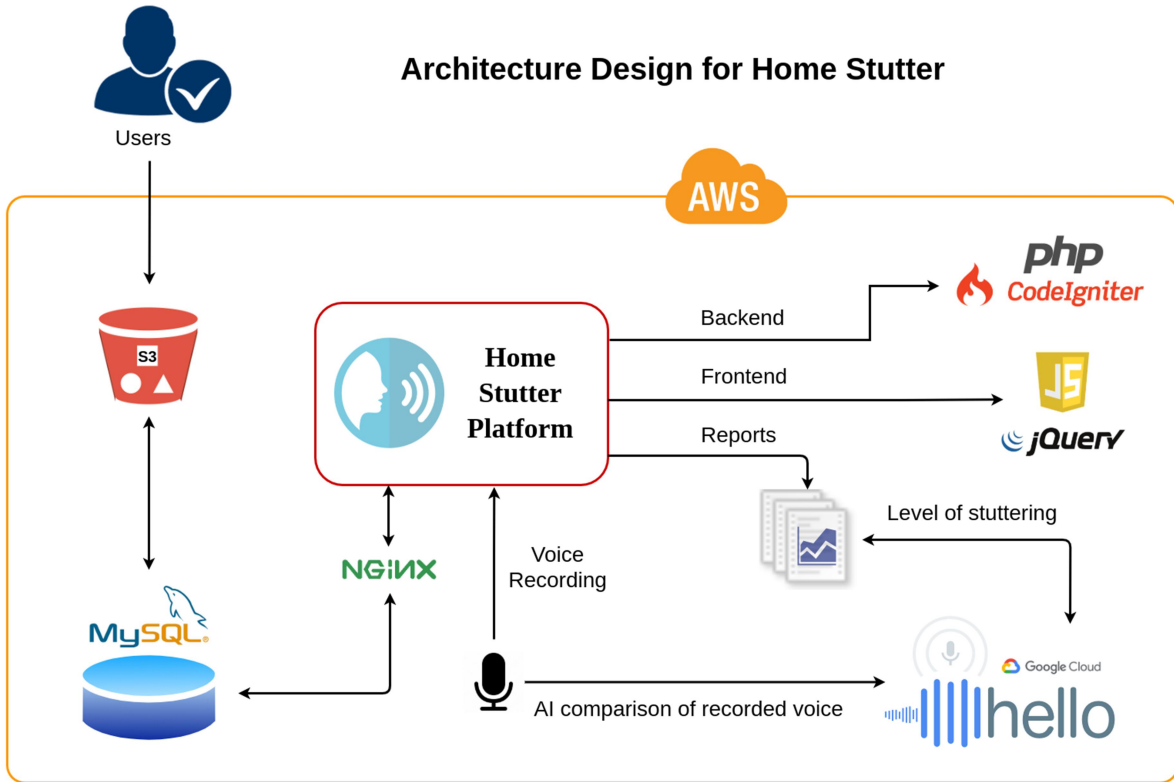 Architecture Design for Home Stutter
Users
AWS
php
CodeIgniter
S3
Home
Stutter
Platform
Backend
Frontend
Reports
JS
jQuery
Level of stuttering
Voice
Recording
NGiNX
MySQL®
Google Cloud
hello
AI comparison of recorded voice